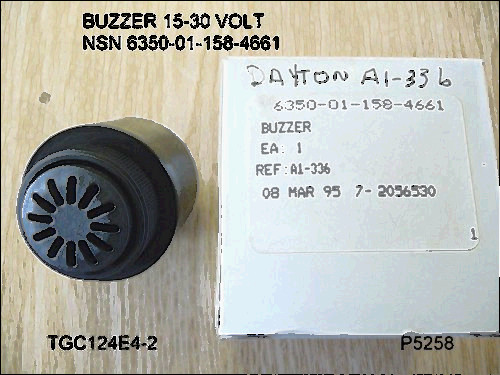 BUZZER 15-30 VOLT
NSN 6350-01-158-4661
DAYTON A1-336
6350-01-158-4661
BUZZER
EA: 1
REF: A1-336
08 MAR 95 7- 2056530
1
TGC124E4-2
P5258